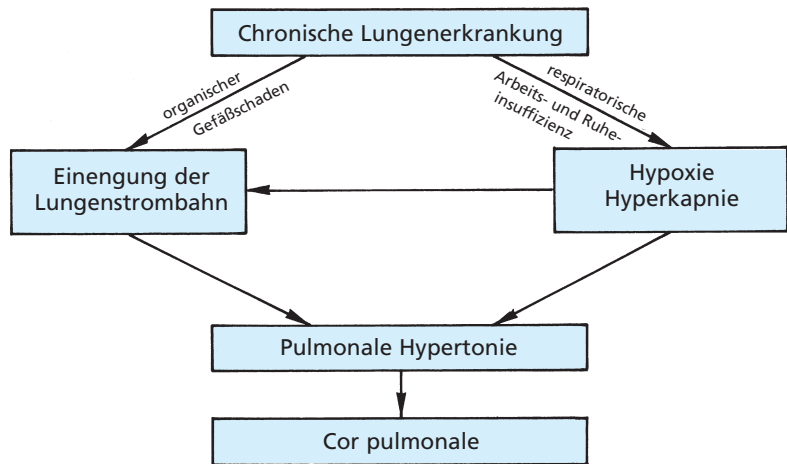 Chronische Lungenerkrankung
organischer
Gefäßschaden
respiratorische
Arbeits- und Ruhe-
insuffizienz
Einengung der
Lungenstrombahn
Hypoxie
Hyperkapnie
Pulmonale Hypertonie
Cor pulmonale